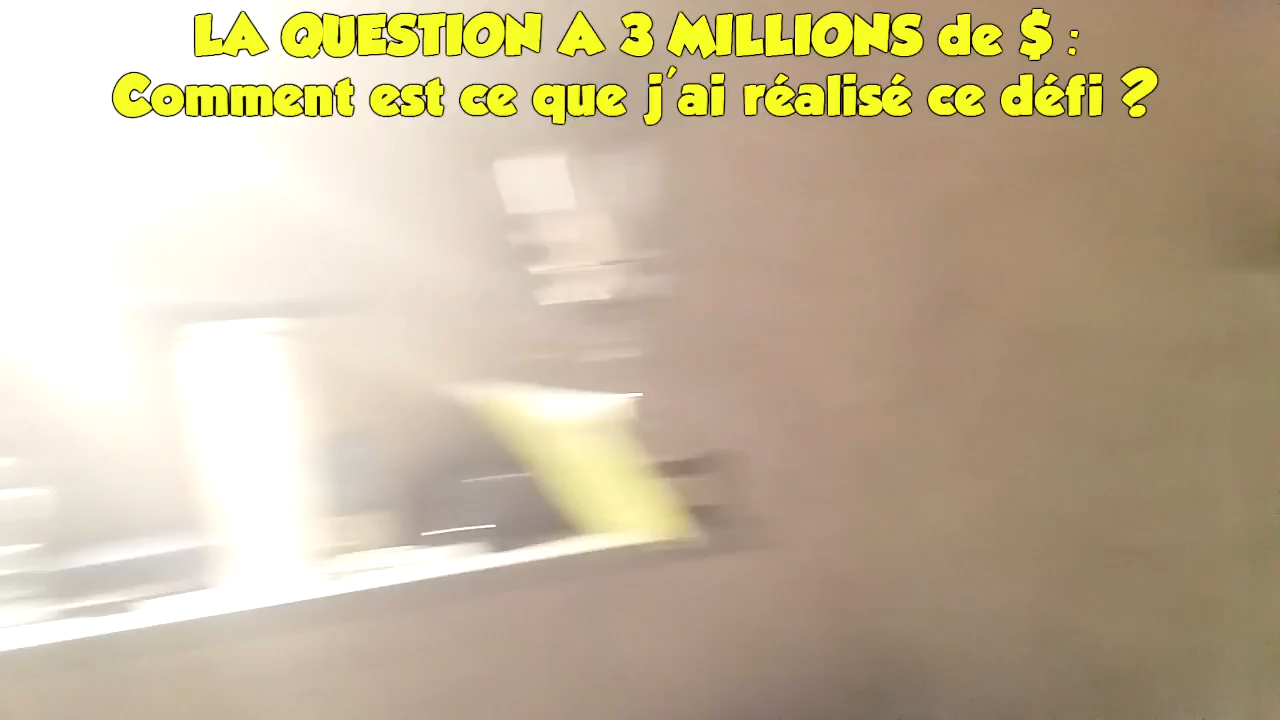 LA QUESTION A 3 MILLIONS de $ :
Comment est ce que j'ai réalisé ce défi ?